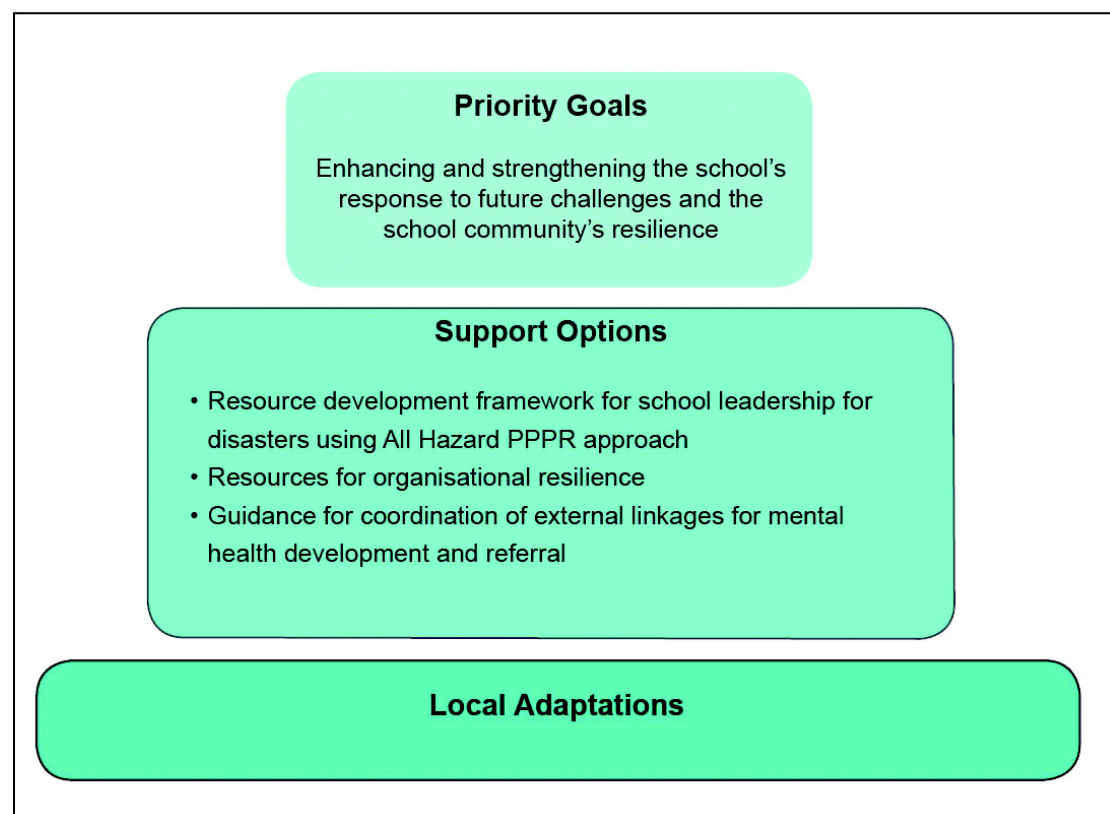 Priority Goals
Enhancing and strengthening the school’s
response to future challenges and the
school community’s resilience
Support Options
• Resource development framework for school leadership for
disasters using All Hazard PPPR approach
• Resources for organisational resilience
• Guidance for coordination of external linkages for mental
health development and referral
Local Adaptations